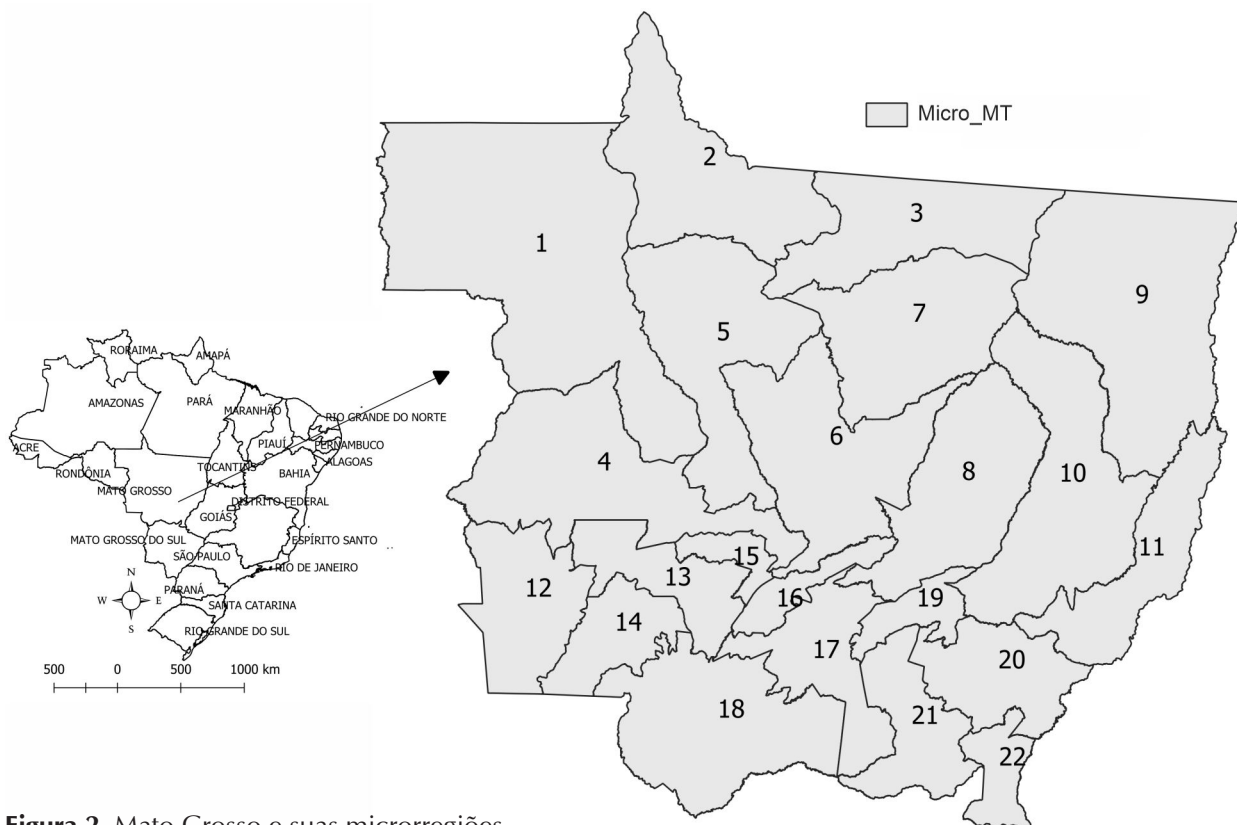 Micro_MT
1
2
3
4
5
6
7
8
9
10
11
12
13
14
15
16
17
18
19
20
21
22
RORAIMA
AMAPÁ
AMAZONAS
PARÁ
MARANHÃO
RIO GRANDE DO NORTE
PIAUÍ
PERNAMBUCO
ALAGOAS
ACRE
RONDÔNIA
TOCANTINS
BAHIA
MATO GROSSO
DISTRITO FEDERAL
GOIÁS
MATO GROSSO DO SUL
ESPÍRITO SANTO
SÃO PAULO
RIO DE JANEIRO
PARANÁ
SANTA CATARINA
RIO GRANDE DO SUL
N
W E
S
500 0 500 1000 km
Figura 2. Mato Grosso e suas microrregiões